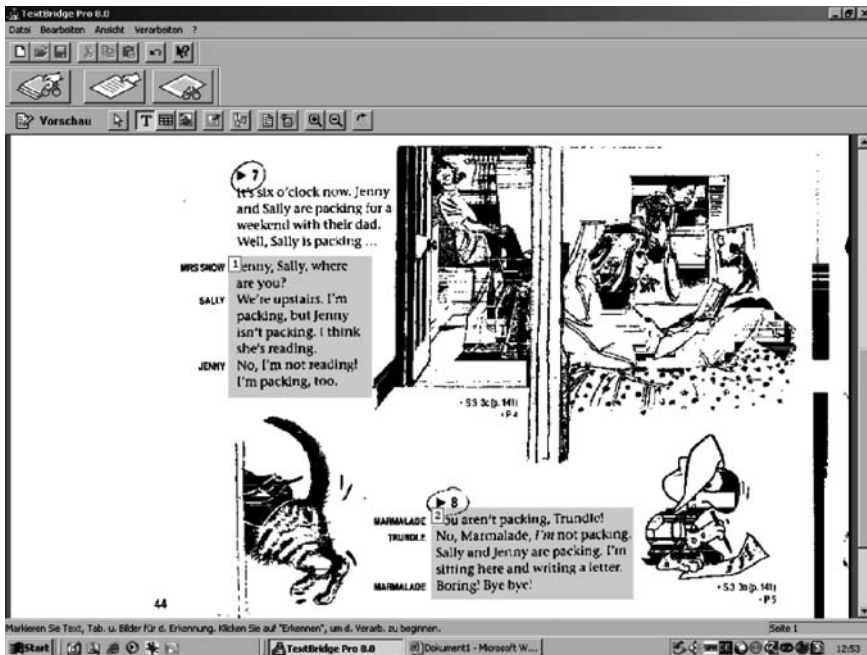 TextBridge Pro 8.0
Datei Bearbeiten Ansicht Verarbeiten ?
Vorschau
7
It's six o'clock now. Jenny
and Sally are packing for a
weekend with their dad.
Well, Sally is packing ...
MRS SNOW 1 enny, Sally, where
are you?
SALLY We're upstairs. I'm
packing, but Jenny
isn't packing. I think
she's reading.
JENNY No, I'm not reading!
I'm packing, too.
• S3 3c (p. 141)
• P4
8
MARMALADE 2 ou aren't packing, Trundle!
TRUNDLE No, Marmalade, I'm not packing.
Sally and Jenny are packing. I'm
sitting here and writing a letter.
MARMALADE Boring! Bye bye!
• S3 3a (p. 141)
• P5
44
Markieren Sie Text, Tab. u. Bilder für d. Erkennung. Klicken Sie auf "Erkennen", um d. Verarb. zu beginnen.
Seite 1
Start
TextBridge Pro 8.0
Dokument1 - Microsoft W...
12:53